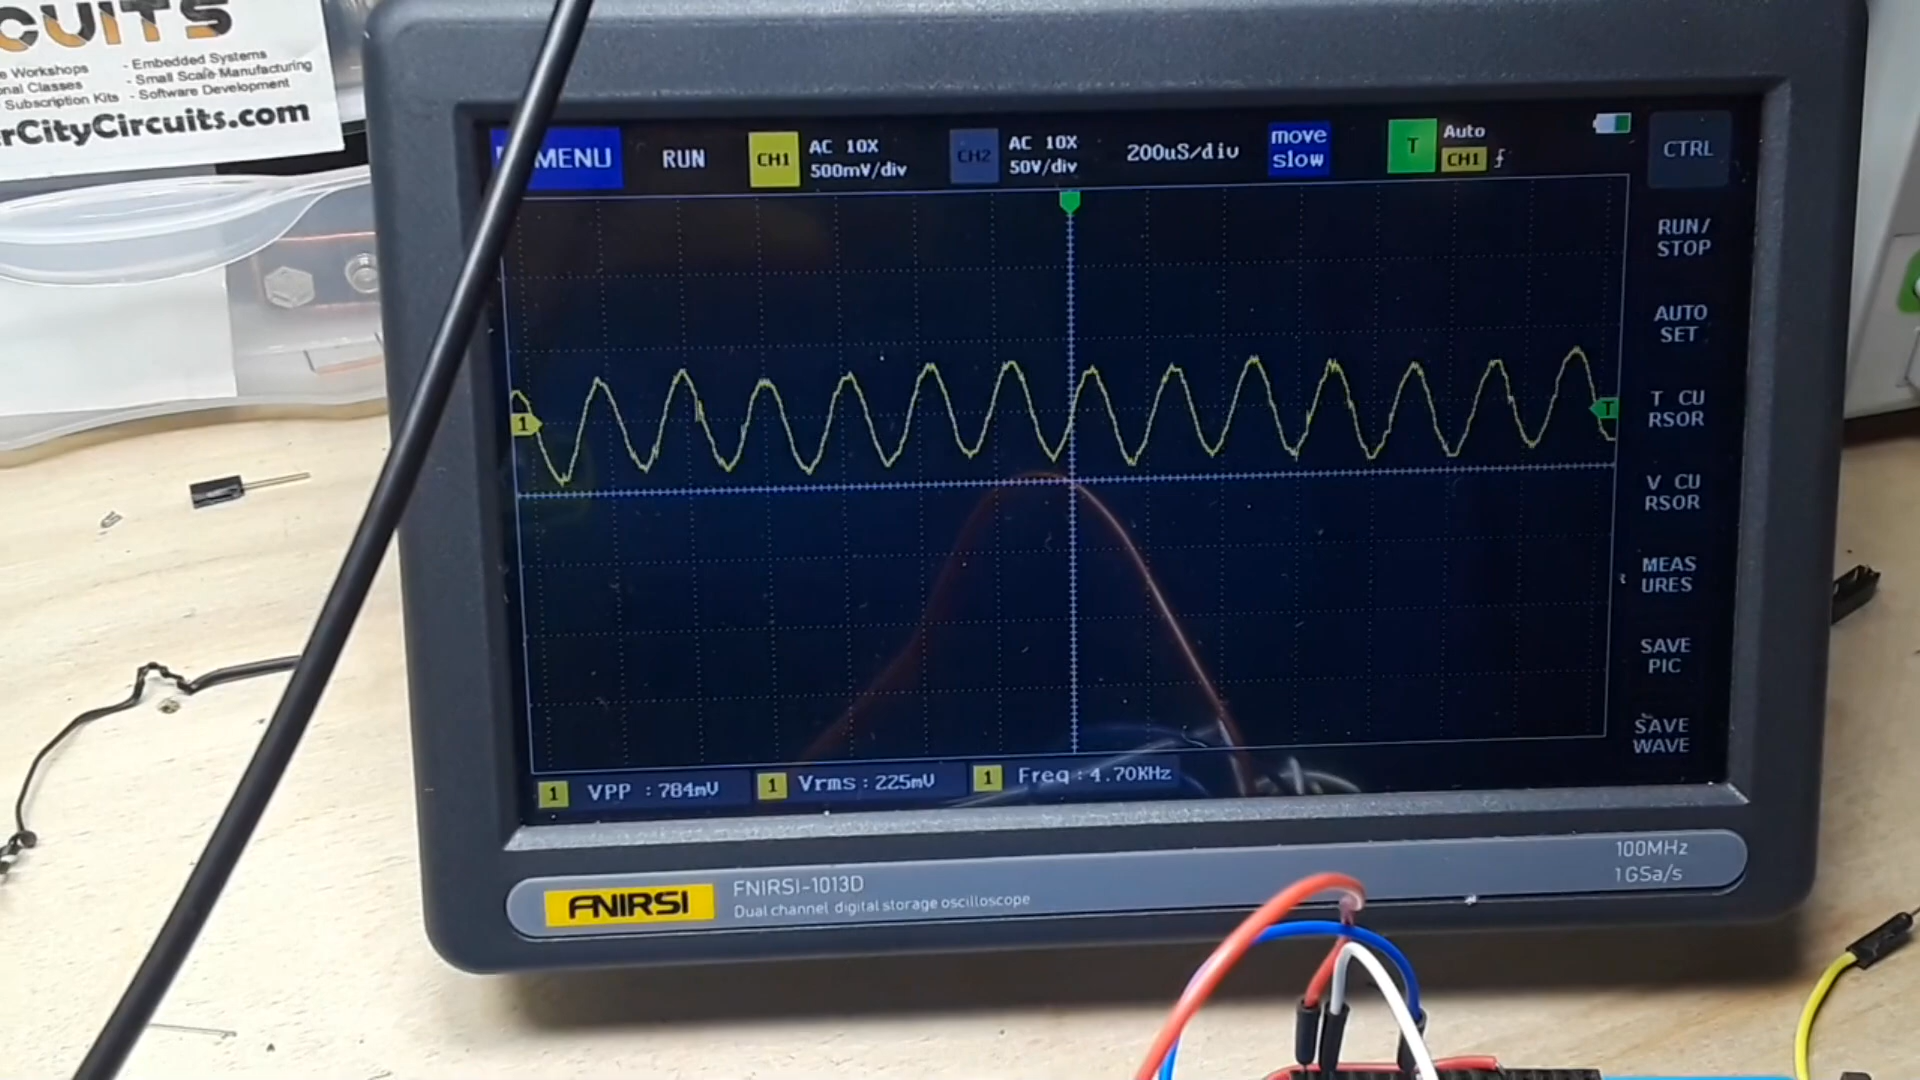 CUITS
Workshops
- Embedded Systems
- Small Scale Manufacturing
Classes
Subscription Kits
- Software Development
rCityCircuits.com
MENU
RUN
CH1
AC 10X
500mV/div
CH2
AC 10X
50V/div
200uS/div
move
slow
T
Auto
CH1
CTRL
RUN/
STOP
AUTO
SET
T CU
RSOR
V CU
RSOR
MEAS
URES
SAVE
PIC
SAVE
WAVE
1
T
1 VPP : 784mV
1 Vrms : 225mV
1 Freq : 4.70KHz
FNIRSI
FNIRSI-1013D
Dual channel digital storage oscilloscope
100MHz
1GSa/s